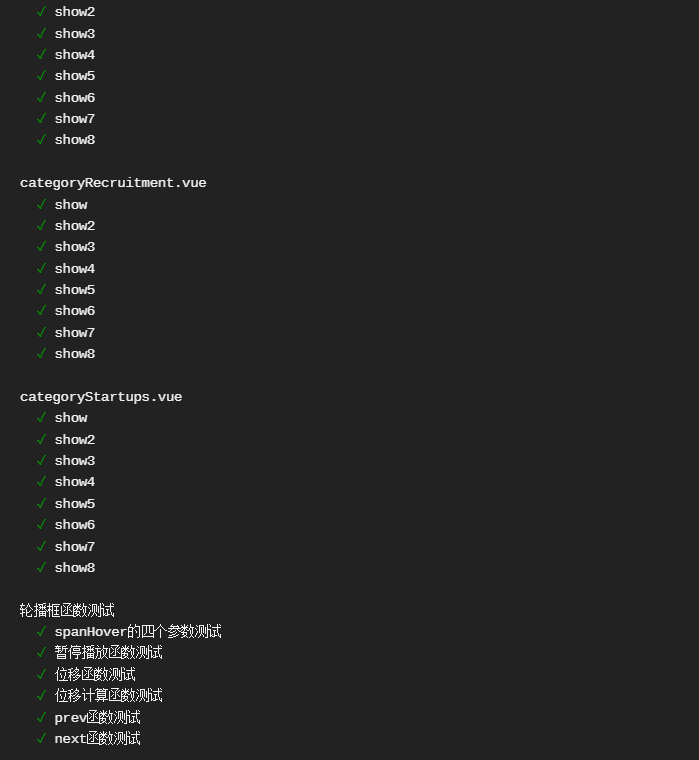 ✓ show2
✓ show3
✓ show4
✓ show5
✓ show6
✓ show7
✓ show8
categoryRecruitment.vue
✓ show
✓ show2
✓ show3
✓ show4
✓ show5
✓ show6
✓ show7
✓ show8
categoryStartups.vue
✓ show
✓ show2
✓ show3
✓ show4
✓ show5
✓ show6
✓ show7
✓ show8
轮播框函数测试
✓ spanHover的四个参数测试
✓ 暂停播放函数测试
✓ 位移函数测试
✓ 位移计算函数测试
✓ prev函数测试
✓ next函数测试